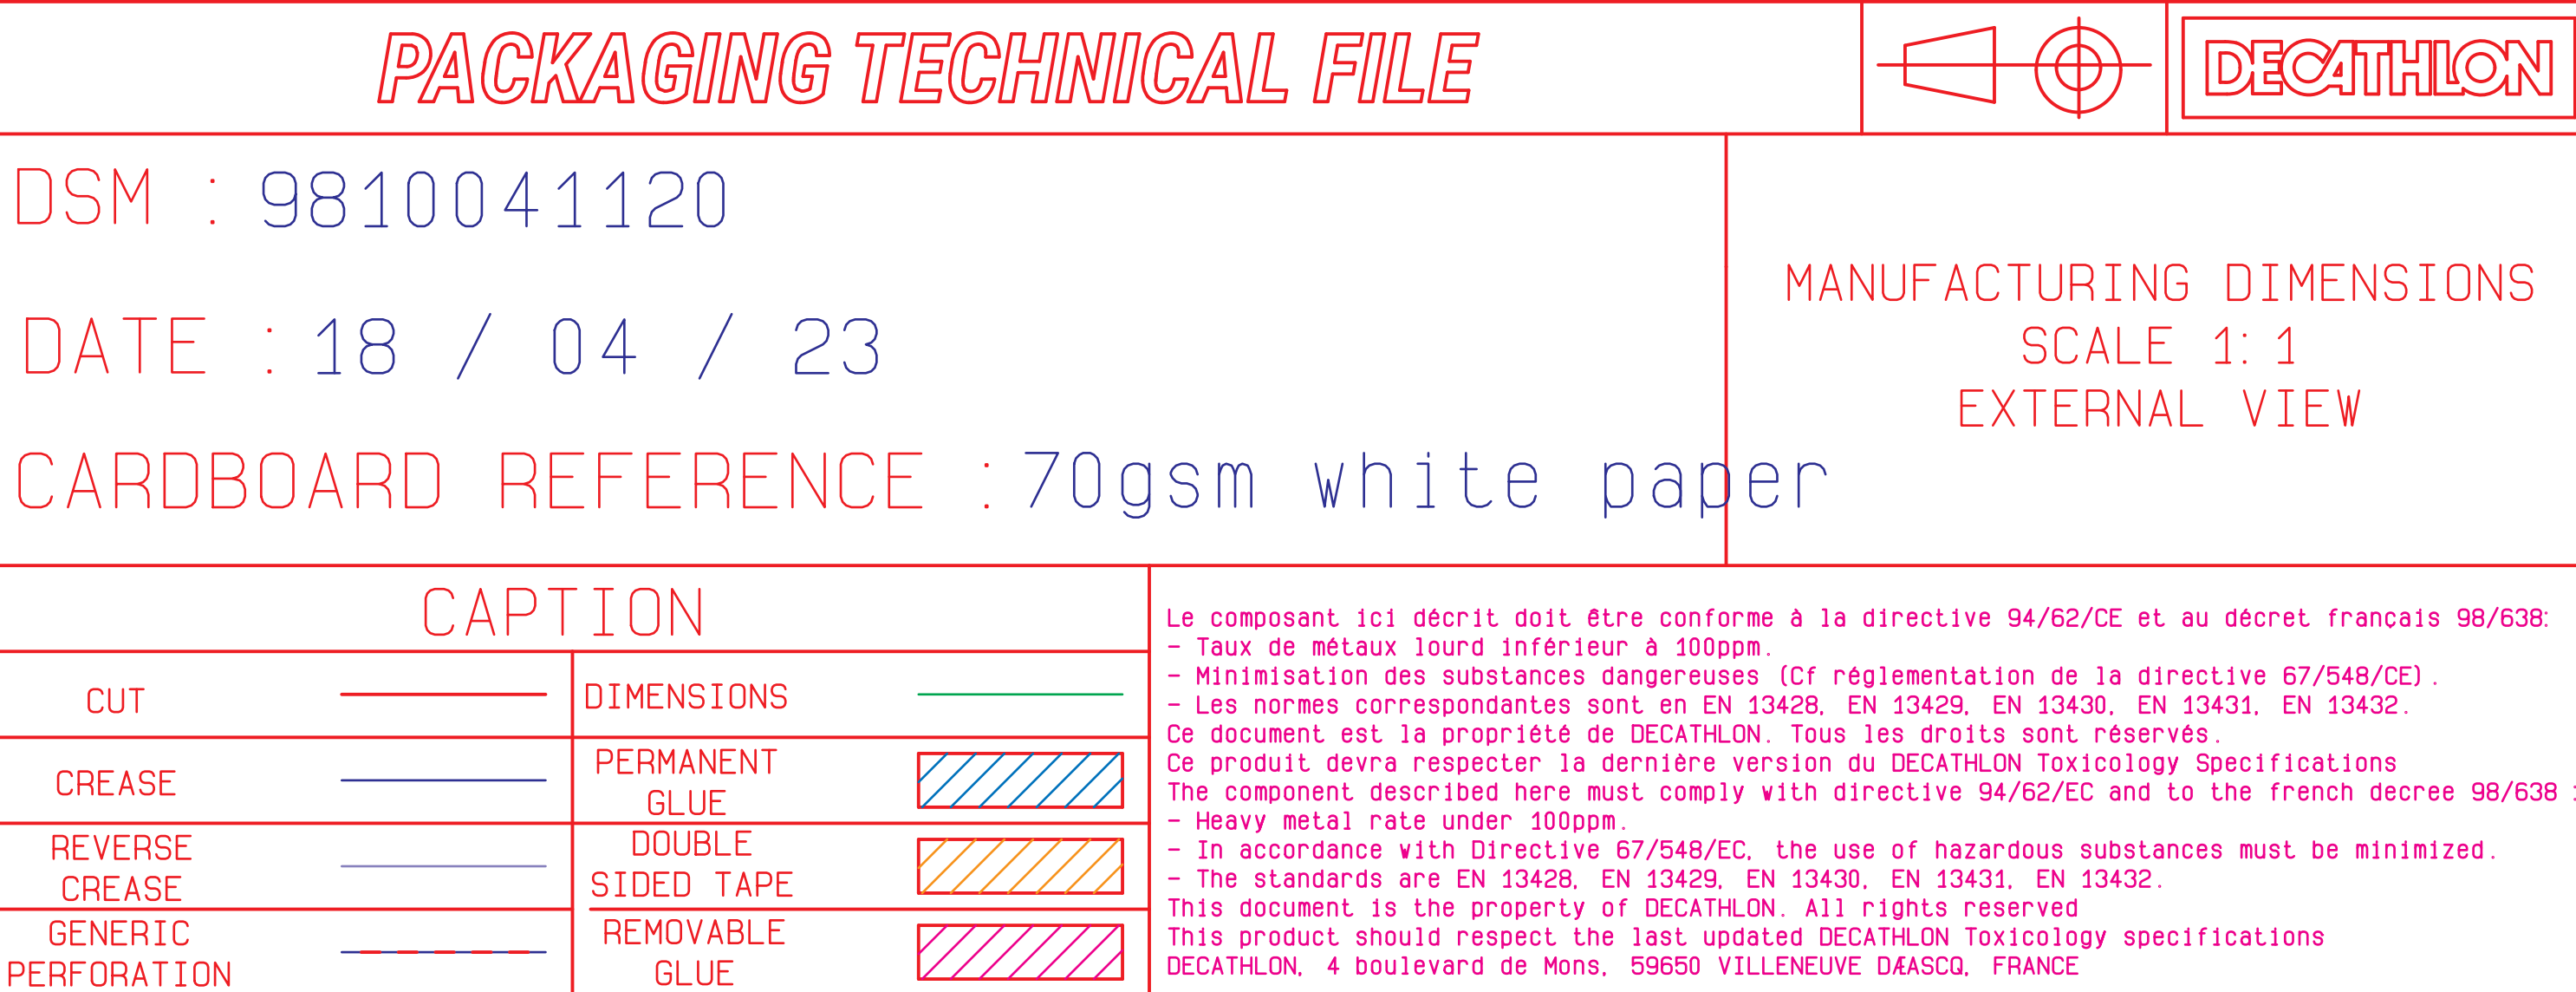 PACKAGING TECHNICAL FILE
DECATHLON
DSM : 9810041120
DATE : 18 / 04 / 23
CARDBOARD REFERENCE : 70gsm white paper
MANUFACTURING DIMENSIONS
SCALE 1:1
EXTERNAL VIEW
CAPTION
CUT
DIMENSIONS
CREASE
PERMANENT
GLUE
REVERSE
CREASE
DOUBLE
SIDED TAPE
GENERIC
PERFORATION
REMOVABLE
GLUE
Le composant ici décrit doit être conforme à la directive 94/62/CE et au décret français 98/638:
- Taux de métaux lourd inférieur à 100ppm.
- Minimisation des substances dangereuses (Cf réglementation de la directive 67/548/CE).
- Les normes correspondantes sont en EN 13428, EN 13429, EN 13430, EN 13431, EN 13432.
Ce document est la propriété de DECATHLON. Tous les droits sont réservés.
Ce produit devra respecter la dernière version du DECATHLON Toxicology Specifications
The component described here must comply with directive 94/62/EC and to the french decree 98/638 :
- Heavy metal rate under 100ppm.
- In accordance with Directive 67/548/EC, the use of hazardous substances must be minimized.
- The standards are EN 13428, EN 13429, EN 13430, EN 13431, EN 13432.
This document is the property of DECATHLON. All rights reserved
This product should respect the last updated DECATHLON Toxicology specifications
DECATHLON, 4 boulevard de Mons, 59650 VILLENEUVE DÆASCQ, FRANCE